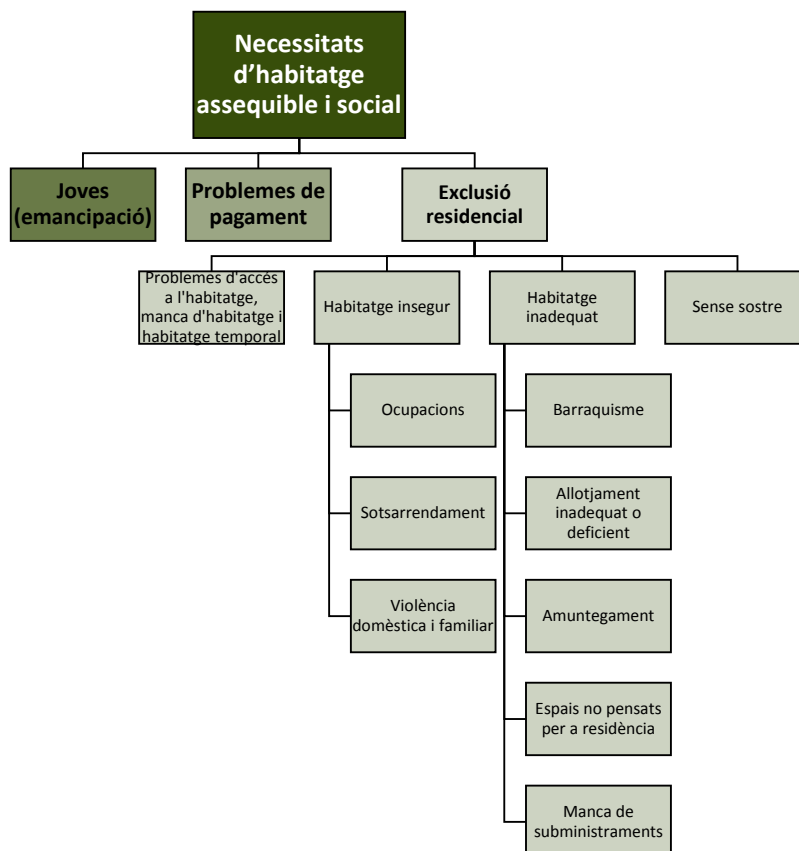 Necessitats
d’habitatge
assequible i social
Joves
(emancipació)
Problemes de
pagament
Exclusió
residencial
Problemes d'accés
a l'habitatge,
manca d'habitatge i
habitatge temporal
Habitatge insegur
Habitatge
inadequat
Sense sostre
Ocupacions
Sotsarrendament
Violència
domèstica i familiar
Barraquisme
Allotjament
inadequat o
deficient
Amuntegament
Espais no pensats
per a residència
Manca de
subministraments